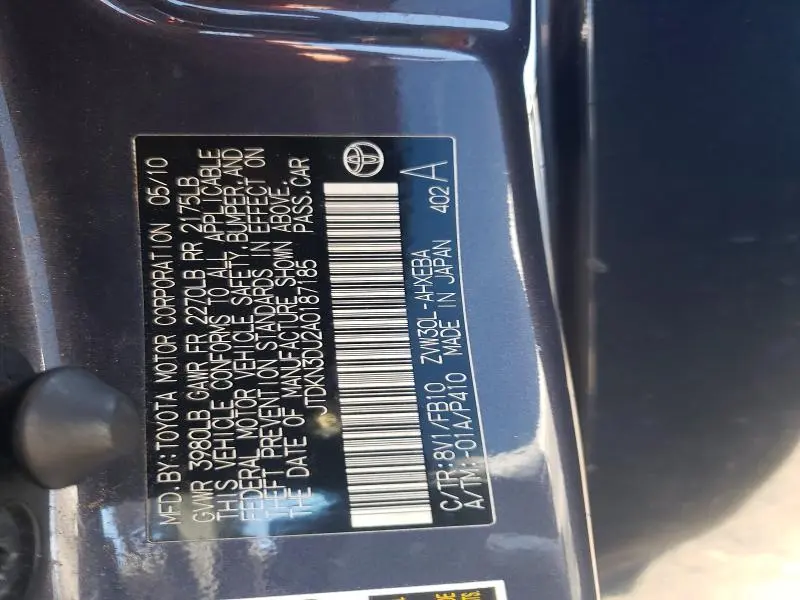 MFD.BY:TOYOTA MOTOR CORPORATION 05/10
GVWR 3980LB GAWR FR 2270LB RR 2175LB
THIS VEHICLE CONFORMS TO ALL APPLICABLE
FEDERAL MOTOR VEHICLE SAFETY,BUMPER,AND
THEFT PREVENTION STANDARDS IN EFFECT ON
THE DATE OF MANUFACTURE SHOWN ABOVE.
JTDKN3DU2A0187185 PASS.CAR
C/TR:8V1/FB10 ZVW30L-AHXEBA
A/TM:-01A/P410 MADE IN JAPAN 402 A